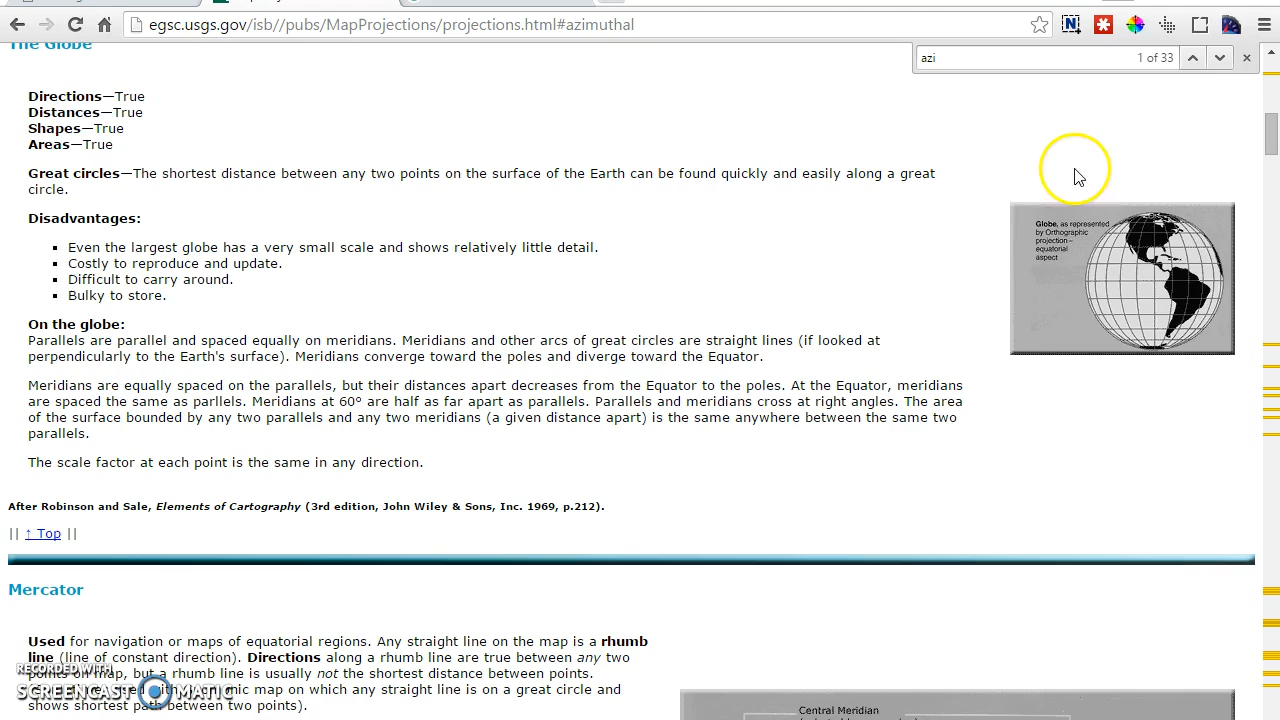 egsc.usgs.gov/isb//pubs/MapProjections/projections.html#azimuthal
azi 1 of 33
The Globe
Directions—True
Distances—True
Shapes—True
Areas—True
Great circles—The shortest distance between any two points on the surface of the Earth can be found quickly and easily along a great
circle.
Disadvantages:
Even the largest globe has a very small scale and shows relatively little detail.
Costly to reproduce and update.
Difficult to carry around.
Bulky to store.
Globe, as represented
by Orthographic
projection –
equatorial
aspect
On the globe:
Parallels are parallel and spaced equally on meridians. Meridians and other arcs of great circles are straight lines (if looked at
perpendicularly to the Earth's surface). Meridians converge toward the poles and diverge toward the Equator.
Meridians are equally spaced on the parallels, but their distances apart decreases from the Equator to the poles. At the Equator, meridians
are spaced the same as parllels. Meridians at 60° are half as far apart as parallels. Parallels and meridians cross at right angles. The area
of the surface bounded by any two parallels and any two meridians (a given distance apart) is the same anywhere between the same two
parallels.
The scale factor at each point is the same in any direction.
After Robinson and Sale, Elements of Cartography (3rd edition, John Wiley & Sons, Inc. 1969, p.212).
|| ↑ Top ||
Mercator
Used for navigation or maps of equatorial regions. Any straight line on the map is a rhumb
line (line of constant direction). Directions along a rhumb line are true between any two
points on map, but a rhumb line is usually not the shortest distance between points.
map on which any straight line is on a great circle and
shows shortest path between two points).
RECORDED WITH
SCREENCAST MATIC
Central Meridian